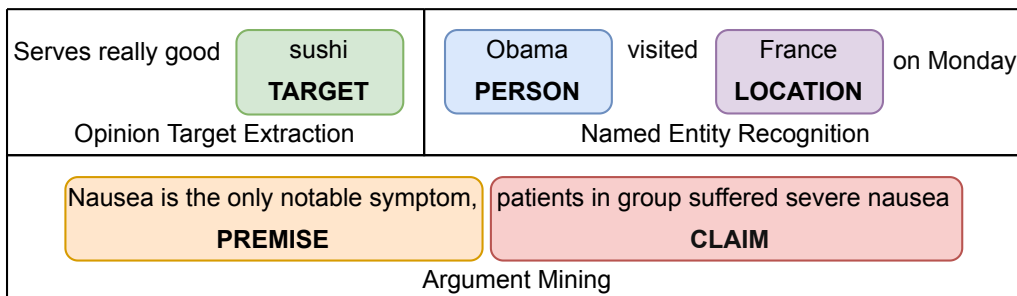 Serves really good sushi
TARGET
Opinion Target Extraction
Obama visited France on Monday
PERSON LOCATION
Named Entity Recognition
Nausea is the only notable symptom, patients in group suffered severe nausea
PREMISE CLAIM
Argument Mining